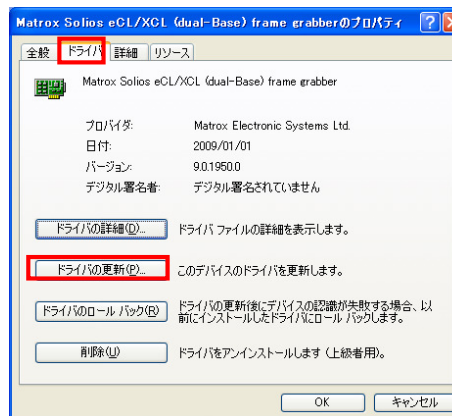 Matrox Solios eCL/XCL (dual-Base) frame grabberのプロパティ
全般 ドライバ 詳細 リソース
Matrox Solios eCL/XCL (dual-Base) frame grabber
プロバイダ: Matrox Electronic Systems Ltd.
日付: 2009/01/01
バージョン: 9.0.1950.0
デジタル署名者: デジタル署名されていません
ドライバの詳細(D)... ドライバ ファイルの詳細を表示します。
ドライバの更新(P)... このデバイスのドライバを更新します。
ドライバのロール バック(R) ドライバの更新後にデバイスの認識が失敗する場合、以
前にインストールしたドライバにロール バックします。
削除(U) ドライバをアンインストールします (上級者用)。
OK キャンセル